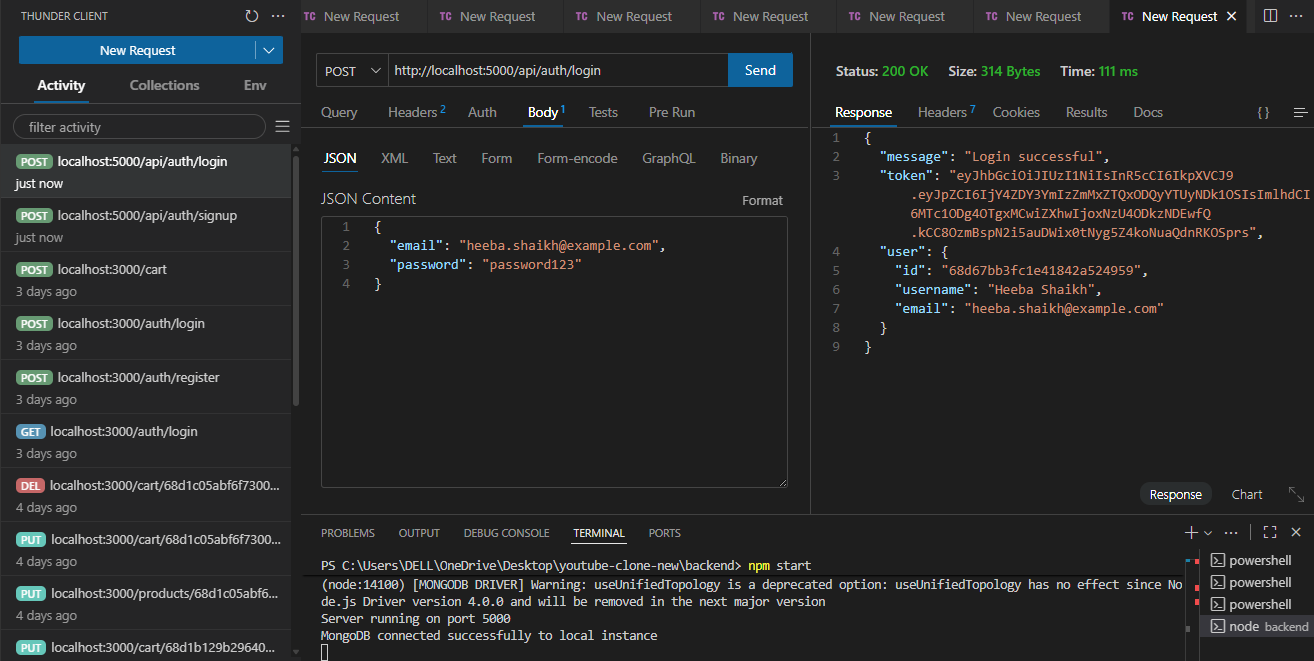 THUNDER CLIENT
New Request
Activity Collections Env
filter activity
POST localhost:5000/api/auth/login
just now
POST localhost:5000/api/auth/signup
just now
POST localhost:3000/cart
3 days ago
POST localhost:3000/auth/login
3 days ago
POST localhost:3000/auth/register
3 days ago
GET localhost:3000/auth/login
3 days ago
DEL localhost:3000/cart/68d1c05abf6f7300...
4 days ago
PUT localhost:3000/cart/68d1c05abf6f7300...
4 days ago
PUT localhost:3000/products/68d1c05abf6...
4 days ago
PUT localhost:3000/cart/68d1b129b29640...
TC New Request TC New Request TC New Request TC New Request TC New Request TC New Request TC New Request
POST http://localhost:5000/api/auth/login Send
Query Headers 2 Auth Body 1 Tests Pre Run
JSON XML Text Form Form-encode GraphQL Binary
JSON Content Format
1 {
2 "email": "heeba.shaikh@example.com",
3 "password": "password123"
4 }
Status: 200 OK Size: 314 Bytes Time: 111 ms
Response Headers 7 Cookies Results Docs { }
1 {
2 "message": "Login successful",
3 "token": "eyJhbGciOiJIUzI1NiIsInR5cCI6IkpXVCJ9
.eyJpZCI6IjY4ZDY3YmIzZmMxZTQxODQyYTUyNDk1OSIsImlhdCI
6MTc1ODg4OTgxMCwiZXhwIjoxNzU4ODkzNDEwfQ
.kCC8OzmBspN2i5auDWix0tNyg5Z4koNuaQdnRKOSprs",
4 "user": {
5 "id": "68d67bb3fc1e41842a524959",
6 "username": "Heeba Shaikh",
7 "email": "heeba.shaikh@example.com"
8 }
9 }
Response Chart
PROBLEMS OUTPUT DEBUG CONSOLE TERMINAL PORTS
PS C:\Users\DELL\OneDrive\Desktop\youtube-clone-new\backend> npm start
(node:14100) [MONGODB DRIVER] Warning: useUnifiedTopology is a deprecated option: useUnifiedTopology has no effect since No
de.js Driver version 4.0.0 and will be removed in the next major version
Server running on port 5000
MongoDB connected successfully to local instance
powershell
powershell
powershell
node backend